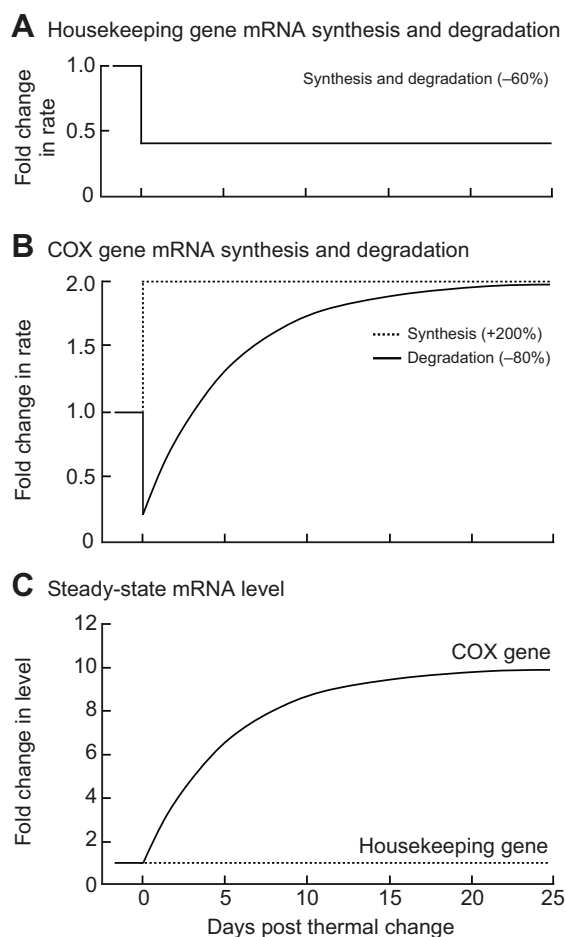 A Housekeeping gene mRNA synthesis and degradation
1.0
0.5
0
Fold change
in rate
Synthesis and degradation (–60%)
B COX gene mRNA synthesis and degradation
2.0
1.5
1.0
0.5
0
Fold change in rate
Synthesis (+200%)
Degradation (–80%)
C Steady-state mRNA level
12
10
8
6
4
2
0
Fold change in level
COX gene
Housekeeping gene
0 5 10 15 20 25
Days post thermal change